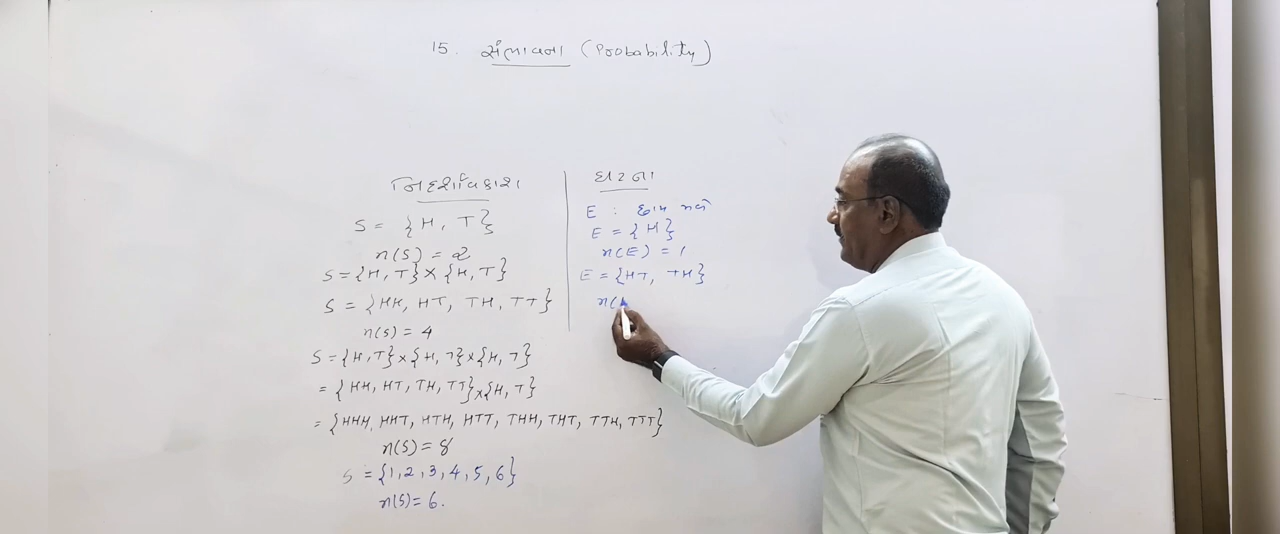 15. સંભાવના (Probability)
નિદર્શાવકાશ
S = {H, T}
n(S) = 2
S = {H, T} × {H, T}
S = {HH, HT, TH, TT}
n(S) = 4
S = {H, T} × {H, T} × {H, T}
= {HH, HT, TH, TT} × {H, T}
= {HHH, HHT, HTH, HTT, THH, THT, TTH, TTT}
n(S) = 8
S = {1, 2, 3, 4, 5, 6}
n(S) = 6.
ઘટના
E : છાપ મળે
E = {H}
n(E) = 1
E = {HT, TH}
n(